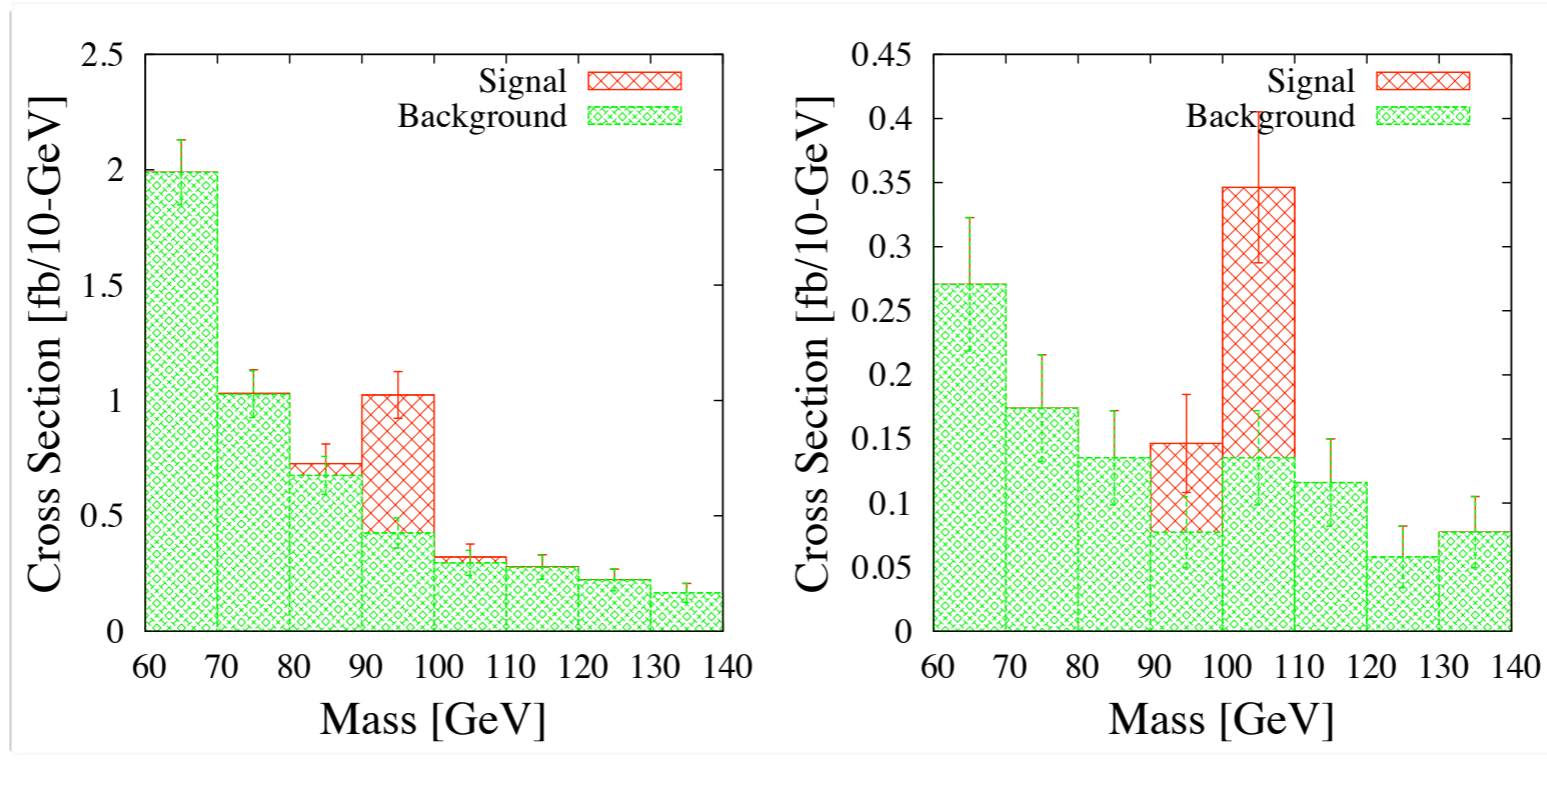 2.5
2
1.5
1
0.5
0
Cross Section [fb/10-GeV]
Signal
Background
60 70 80 90 100 110 120 130 140
Mass [GeV]
0.45
0.4
0.35
0.3
0.25
0.2
0.15
0.1
0.05
0
Cross Section [fb/10-GeV]
Signal
Background
60 70 80 90 100 110 120 130 140
Mass [GeV]